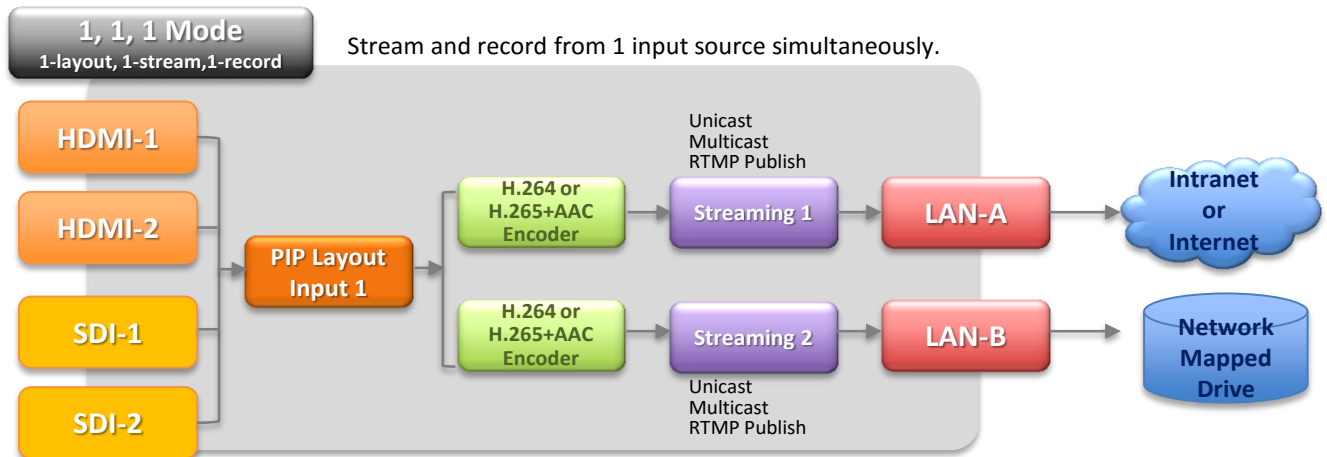 1, 1, 1 Mode
1-layout, 1-stream,1-record
Stream and record from 1 input source simultaneously.
HDMI-1
HDMI-2
SDI-1
SDI-2
PIP Layout
Input 1
H.264 or
H.265+AAC
Encoder
Unicast
Multicast
RTMP Publish
Streaming 1
LAN-A
Intranet
or
Internet
H.264 or
H.265+AAC
Encoder
Streaming 2
Unicast
Multicast
RTMP Publish
LAN-B
Network
Mapped
Drive